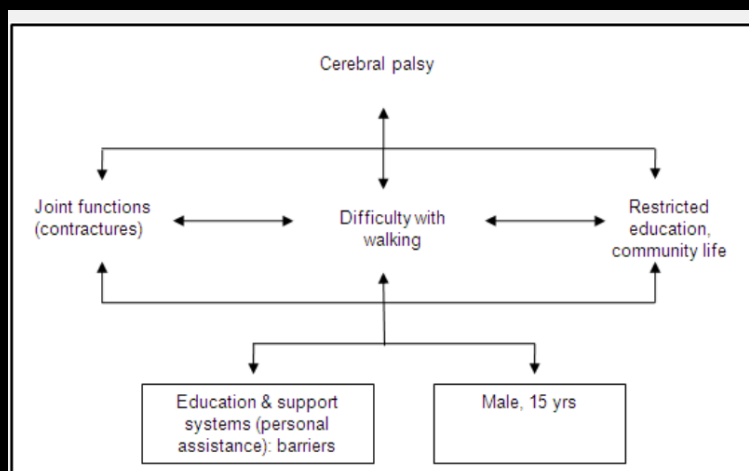 Cerebral palsy
Joint functions
(contractures)
Difficulty with
walking
Restricted
education,
community life
Education & support
systems (personal
assistance): barriers
Male, 15 yrs